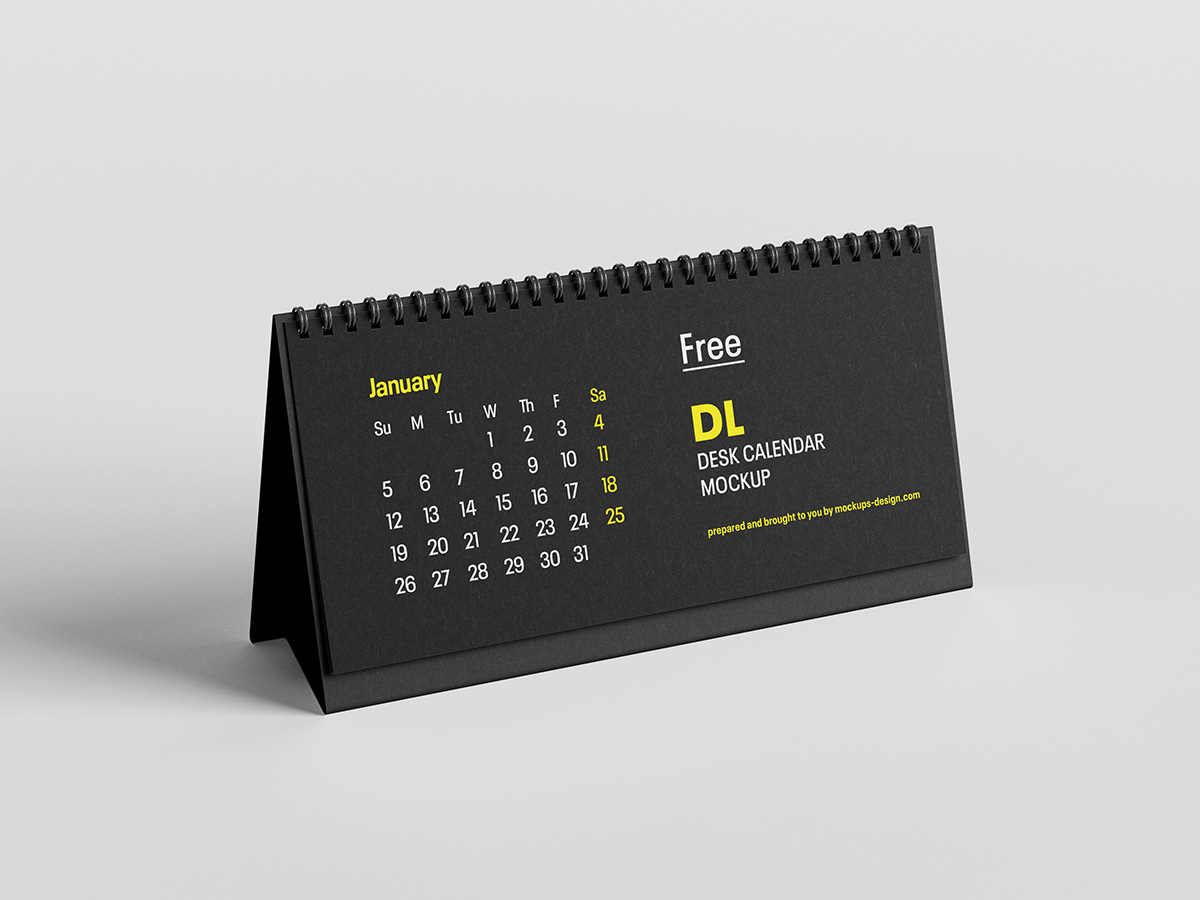 January
Su M Tu W Th F Sa
1 2 3 4
5 6 7 8 9 10 11
12 13 14 15 16 17 18
19 20 21 22 23 24 25
26 27 28 29 30 31
Free
DL
DESK CALENDAR
MOCKUP
prepared and brought to you by mockups-design.com